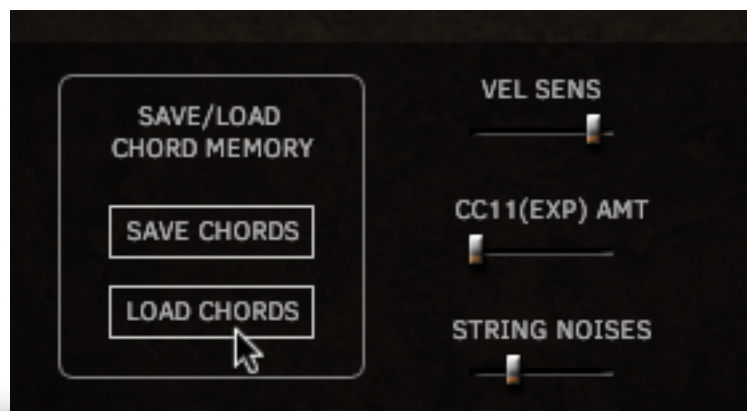 SAVE/LOAD
CHORD MEMORY
SAVE CHORDS
LOAD CHORDS
VEL SENS
CC11(EXP) AMT
STRING NOISES